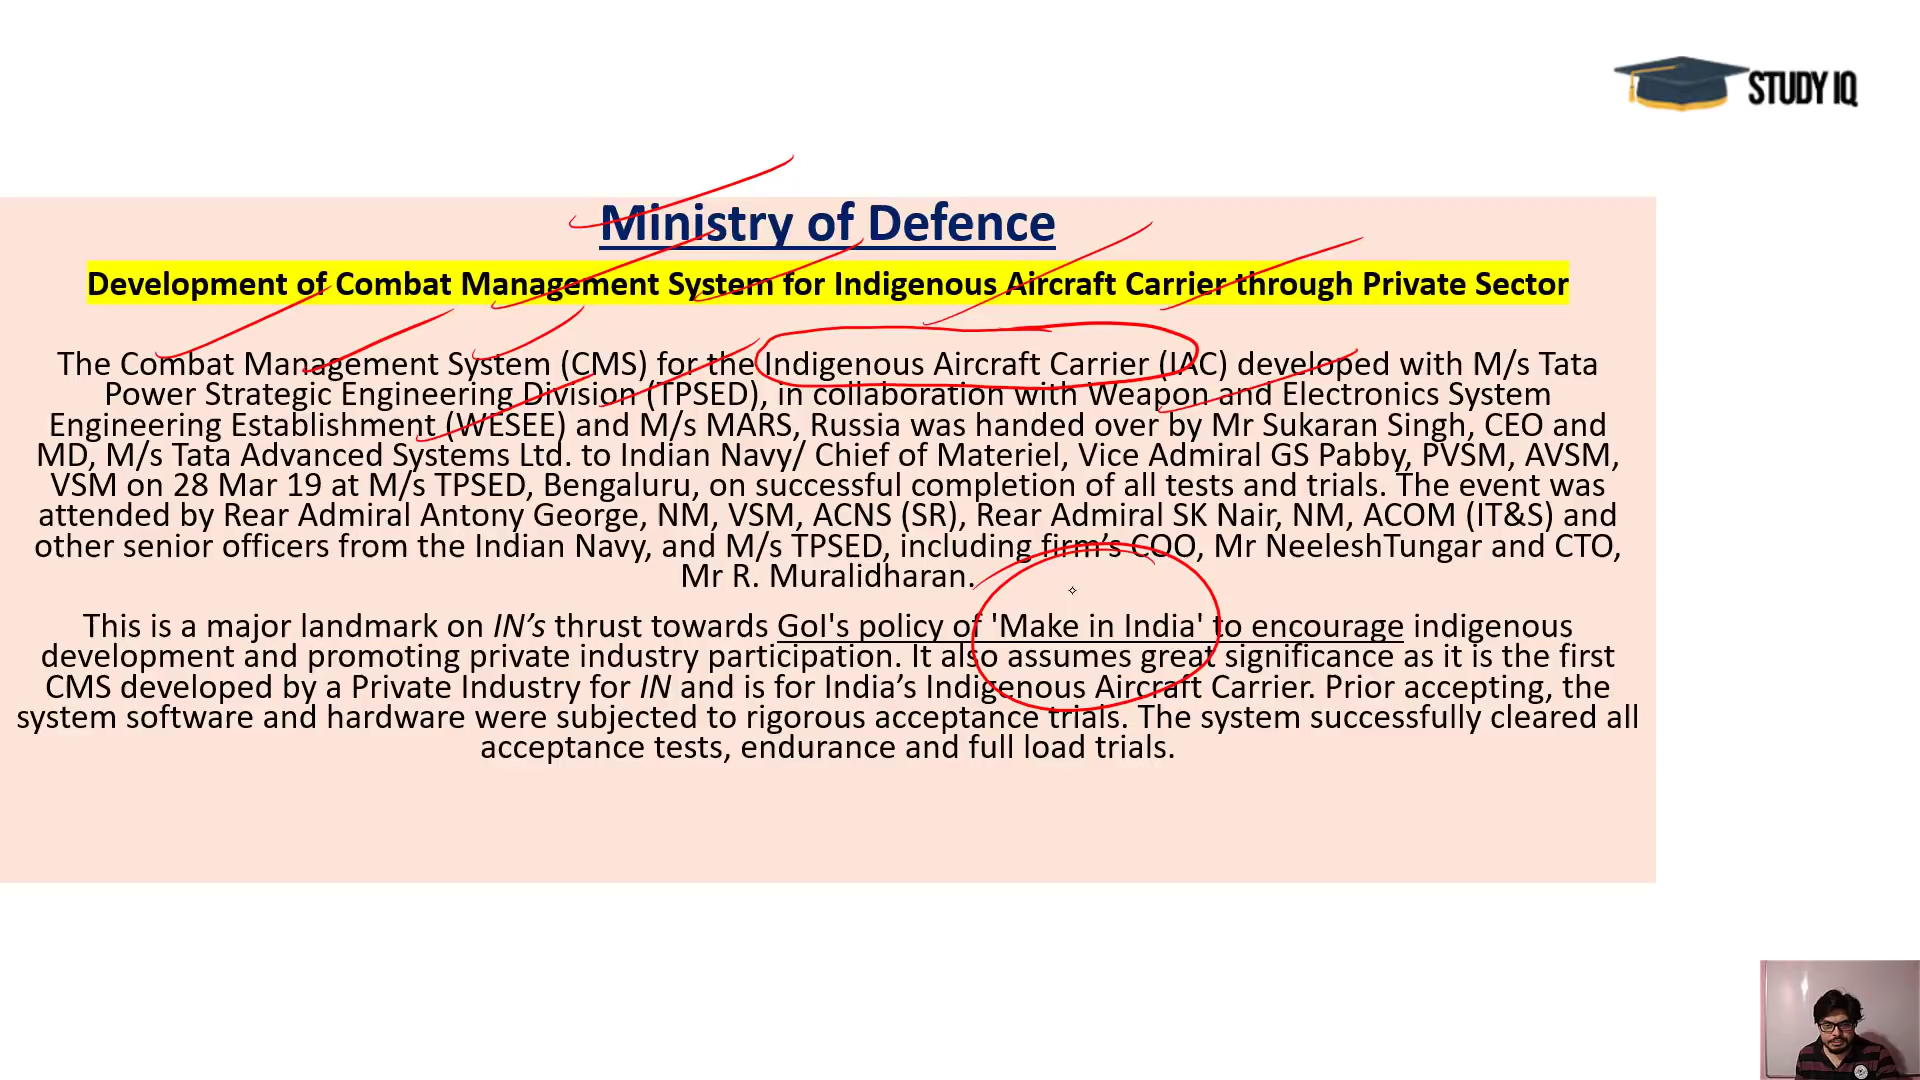 STUDY IQ
Ministry of Defence
Development of Combat Management System for Indigenous Aircraft Carrier through Private Sector
The Combat Management System (CMS) for the Indigenous Aircraft Carrier (IAC) developed with M/s Tata
Power Strategic Engineering Division (TPSED), in collaboration with Weapon and Electronics System
Engineering Establishment (WESEE) and M/s MARS, Russia was handed over by Mr Sukaran Singh, CEO and
MD, M/s Tata Advanced Systems Ltd. to Indian Navy/ Chief of Materiel, Vice Admiral GS Pabby, PVSM, AVSM,
VSM on 28 Mar 19 at M/s TPSED, Bengaluru, on successful completion of all tests and trials. The event was
attended by Rear Admiral Antony George, NM, VSM, ACNS (SR), Rear Admiral SK Nair, NM, ACOM (IT&S) and
other senior officers from the Indian Navy, and M/s TPSED, including firm’s COO, Mr NeeleshTungar and CTO,
Mr R. Muralidharan.
This is a major landmark on IN’s thrust towards GoI's policy of 'Make in India' to encourage indigenous
development and promoting private industry participation. It also assumes great significance as it is the first
CMS developed by a Private Industry for IN and is for India’s Indigenous Aircraft Carrier. Prior accepting, the
system software and hardware were subjected to rigorous acceptance trials. The system successfully cleared all
acceptance tests, endurance and full load trials.